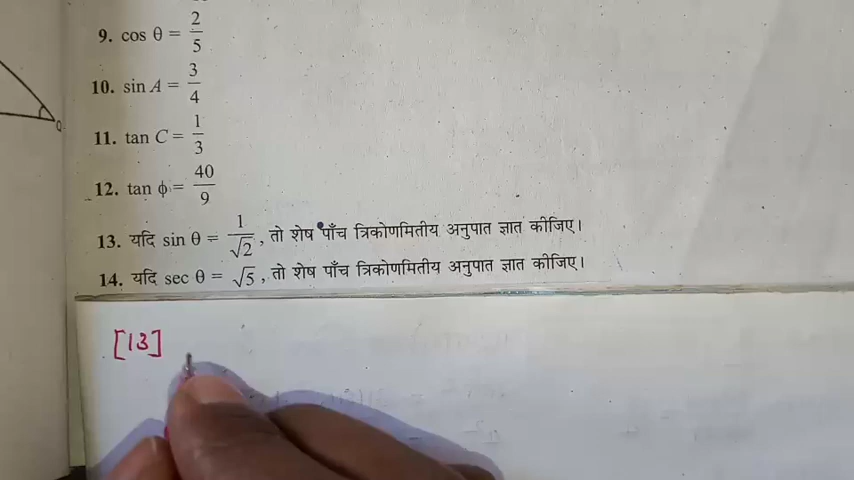 9. cos θ = 2/5
10. sin A = 3/4
11. tan C = 1/3
12. tan ϕ = 40/9
13. यदि sin θ = 1/√2, तो शेष पाँच त्रिकोणमितीय अनुपात ज्ञात कीजिए।
14. यदि sec θ = √5, तो शेष पाँच त्रिकोणमितीय अनुपात ज्ञात कीजिए।
[13]